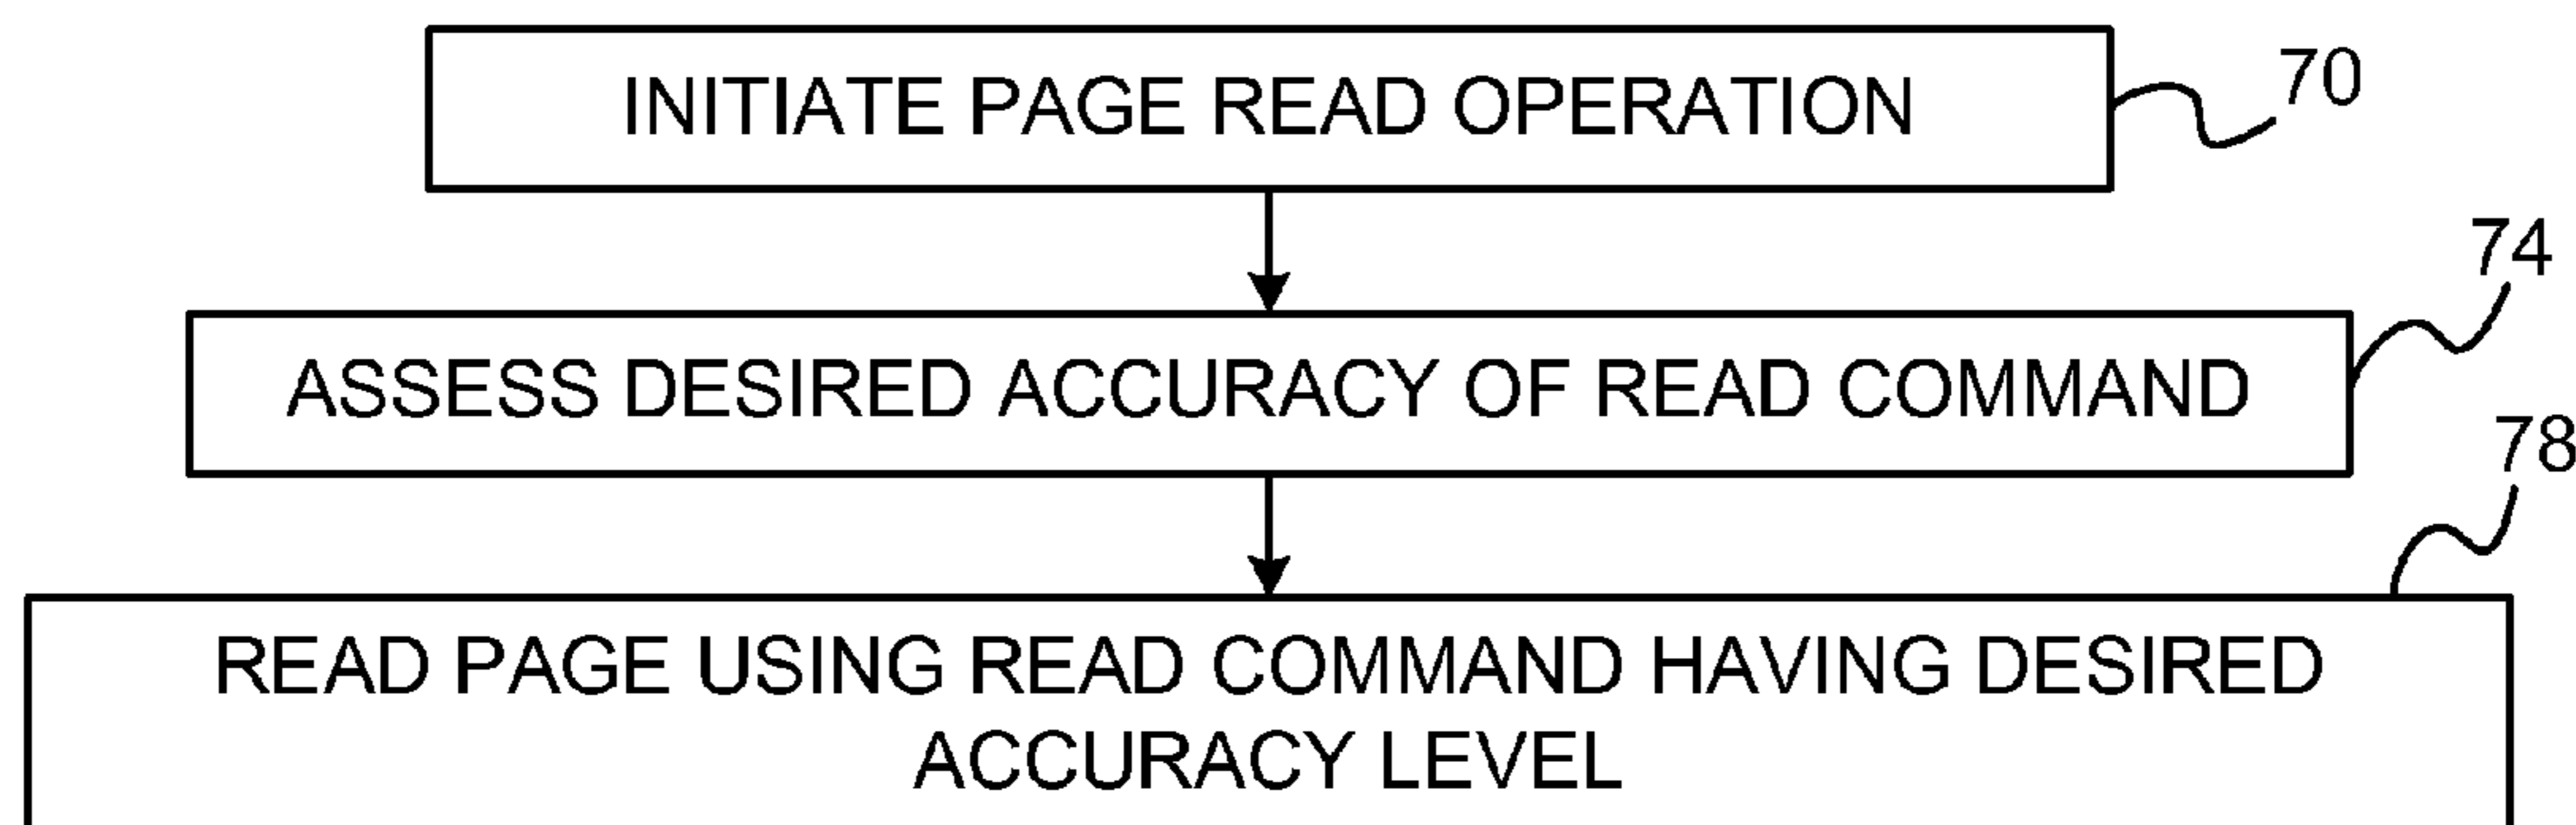 INITIATE PAGE READ OPERATION
70
74
ASSESS DESIRED ACCURACY OF READ COMMAND
78
READ PAGE USING READ COMMAND HAVING DESIRED
ACCURACY LEVEL